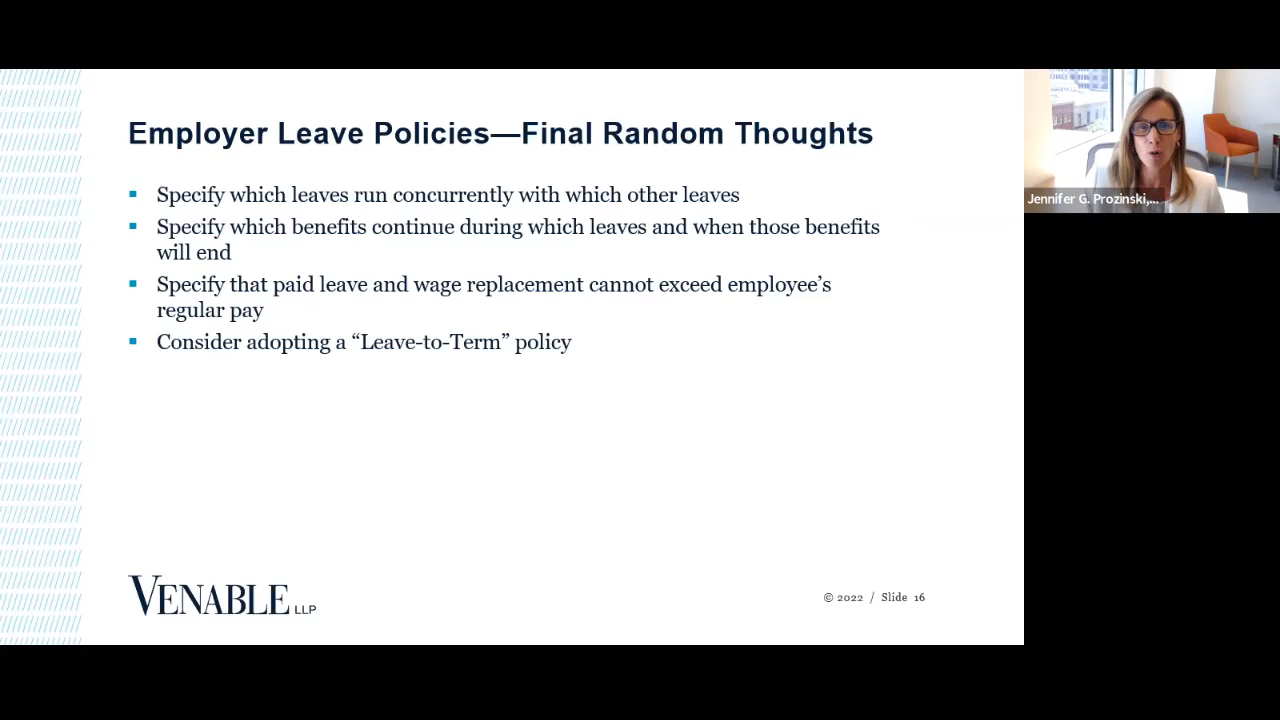 Employer Leave Policies—Final Random Thoughts
Specify which leaves run concurrently with which other leaves
Specify which benefits continue during which leaves and when those benefits
will end
Specify that paid leave and wage replacement cannot exceed employee’s
regular pay
Consider adopting a “Leave-to-Term” policy
VENABLE LLP
© 2022 / Slide 16
Jennifer G. Prozinski,...